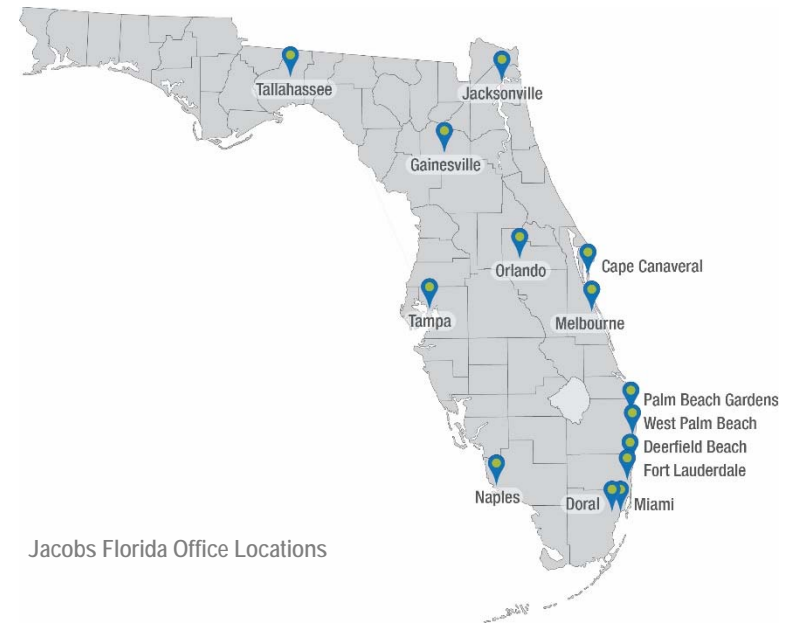 Tallahassee
Jacksonville
Gainesville
Orlando
Cape Canaveral
Tampa
Melbourne
Palm Beach Gardens
West Palm Beach
Deerfield Beach
Fort Lauderdale
Naples
Doral
Miami
Jacobs Florida Office Locations